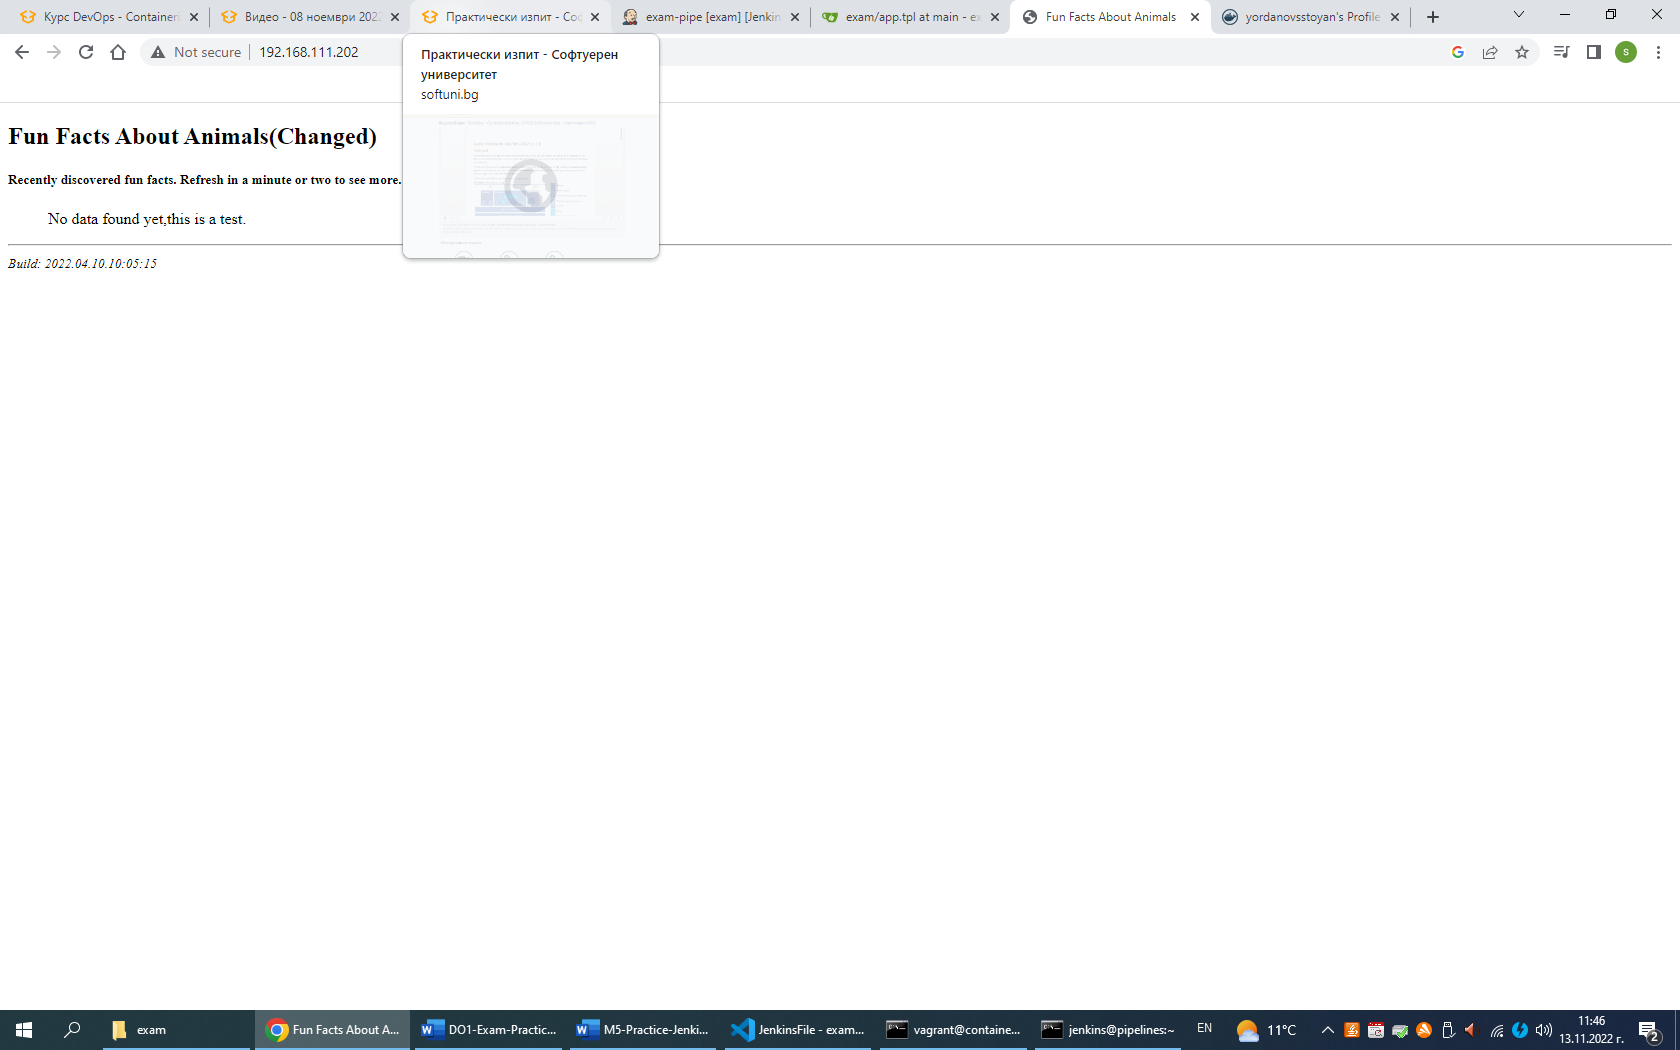 Курс DevOps - Container
Видео - 08 ноември 2022
Практически изпит - Соф
exam-pipe [exam] [Jenkin
exam/app.tpl at main - ex
Fun Facts About Animals
yordanovsstoyan's Profile
Not secure
192.168.111.202
s
Практически изпит - Софтуерен
университет
softuni.bg
Fun Facts About Animals(Changed)
Recently discovered fun facts. Refresh in a minute or two to see more.
No data found yet,this is a test.
Build: 2022.04.10.10:05:15
exam
Fun Facts About A...
DO1-Exam-Practic...
M5-Practice-Jenki...
JenkinsFile - exam...
vagrant@containe...
jenkins@pipelines:~
EN
11°C
11:46
13.11.2022 г.
2